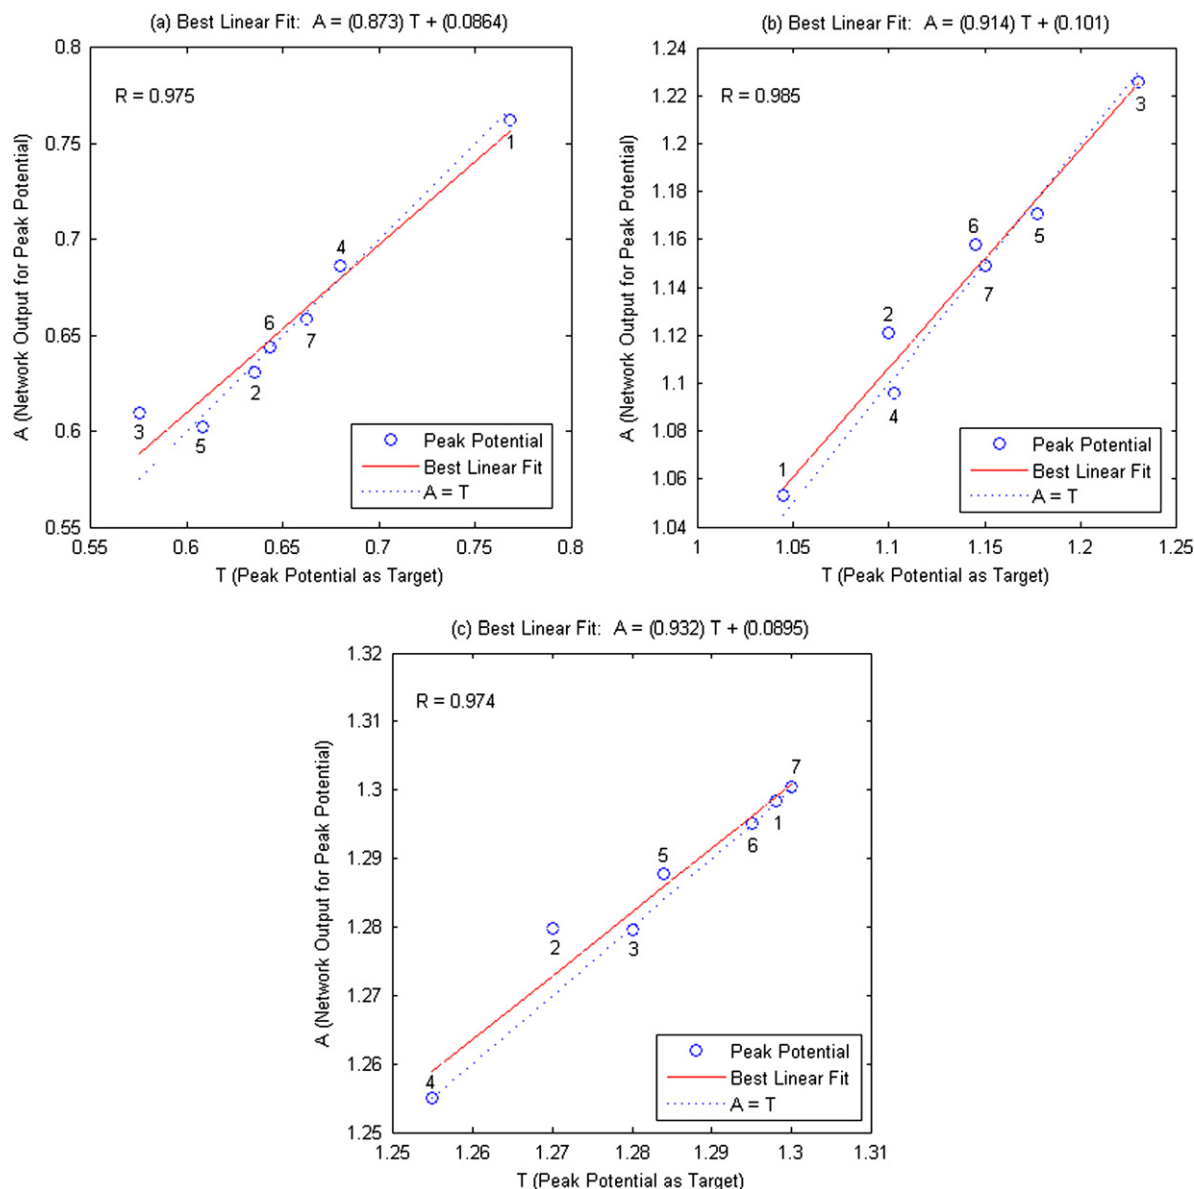 (a) Best Linear Fit: A = (0.873) T + (0.0864)
A (Network Output for Peak Potential)
0.8
0.75
0.7
0.65
0.6
0.55
R = 0.975
1
4
6
7
2
3
5
Peak Potential
Best Linear Fit
A = T
0.55 0.6 0.65 0.7 0.75 0.8
T (Peak Potential as Target)
(b) Best Linear Fit: A = (0.914) T + (0.101)
A (Network Output for Peak Potential)
1.24
1.22
1.2
1.18
1.16
1.14
1.12
1.1
1.08
1.06
1.04
R = 0.985
3
6
5
7
2
4
1
Peak Potential
Best Linear Fit
A = T
1 1.05 1.1 1.15 1.2 1.25
T (Peak Potential as Target)
(c) Best Linear Fit: A = (0.932) T + (0.0895)
A (Network Output for Peak Potential)
1.32
1.31
1.3
1.29
1.28
1.27
1.26
1.25
R = 0.974
7
1
6
5
2
3
4
Peak Potential
Best Linear Fit
A = T
1.25 1.26 1.27 1.28 1.29 1.3 1.31
T (Peak Potential as Target)